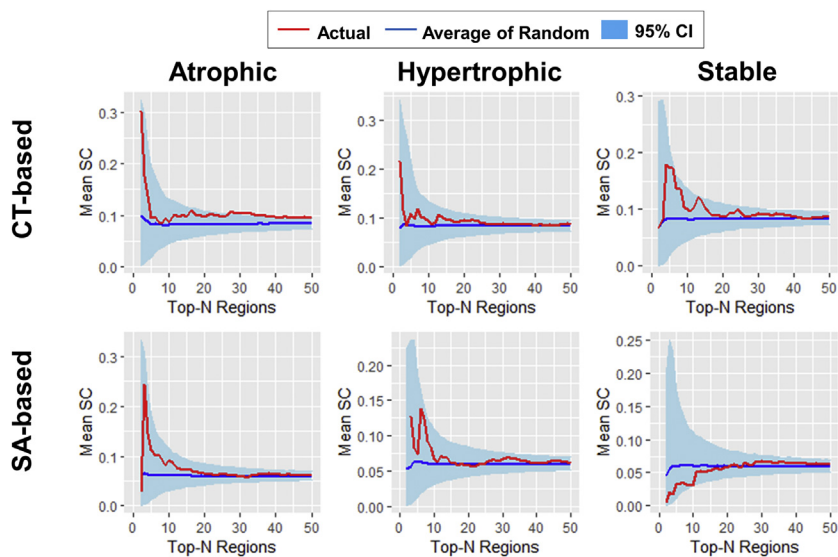 Actual Average of Random 95% CI
Atrophic Hypertrophic Stable
CT-based
Mean SC
0.3
0.2
0.1
0.0
0 10 20 30 40 50
Top-N Regions
Mean SC
0.3
0.2
0.1
0.0
0 10 20 30 40 50
Top-N Regions
Mean SC
0.3
0.2
0.1
0.0
0 10 20 30 40 50
Top-N Regions
SA-based
Mean SC
0.3
0.2
0.1
0.0
0 10 20 30 40 50
Top-N Regions
Mean SC
0.20
0.15
0.10
0.05
0.00
0 10 20 30 40 50
Top-N Regions
Mean SC
0.25
0.20
0.15
0.10
0.05
0.00
0 10 20 30 40 50
Top-N Regions